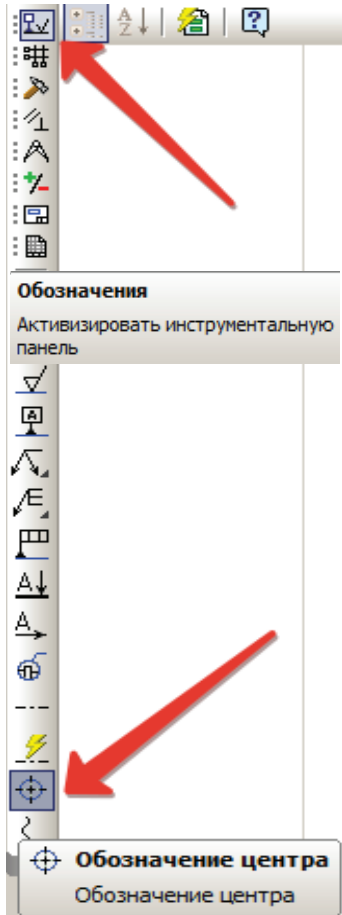 Обозначения
Активизировать инструментальную
панель
Обозначение центра
Обозначение центра